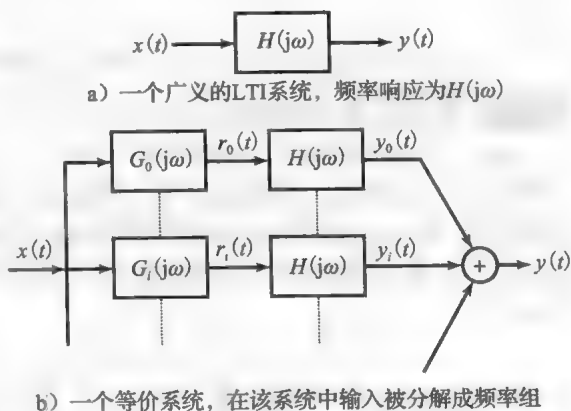 x(t) H(jω) y(t)
a）一个广义的LTI系统，频率响应为H(jω)
G₀(jω) r₀(t) H(jω) y₀(t)
x(t) Gᵢ(jω) rᵢ(t) H(jω) yᵢ(t) + y(t)
b）一个等价系统，在该系统中输入被分解成频率组